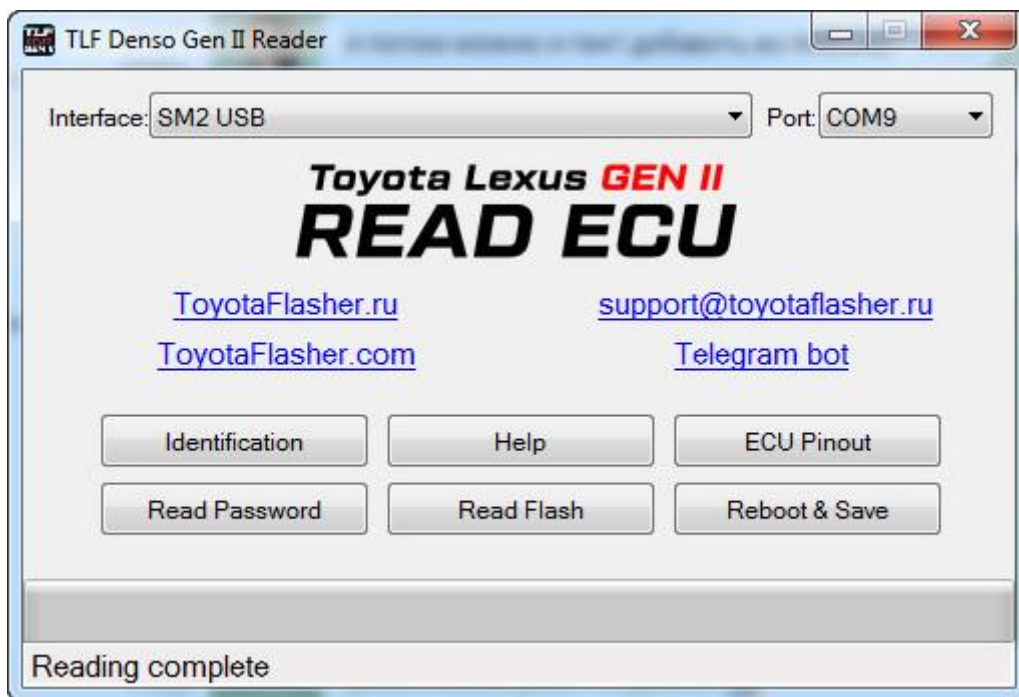 TLF Denso Gen II Reader
Interface: SM2 USB Port: COM9
Toyota Lexus GEN II
READ ECU
ToyotaFlasher.ru support@toyotaflasher.ru
ToyotaFlasher.com Telegram bot
Identification Help ECU Pinout
Read Password Read Flash Reboot & Save
Reading complete